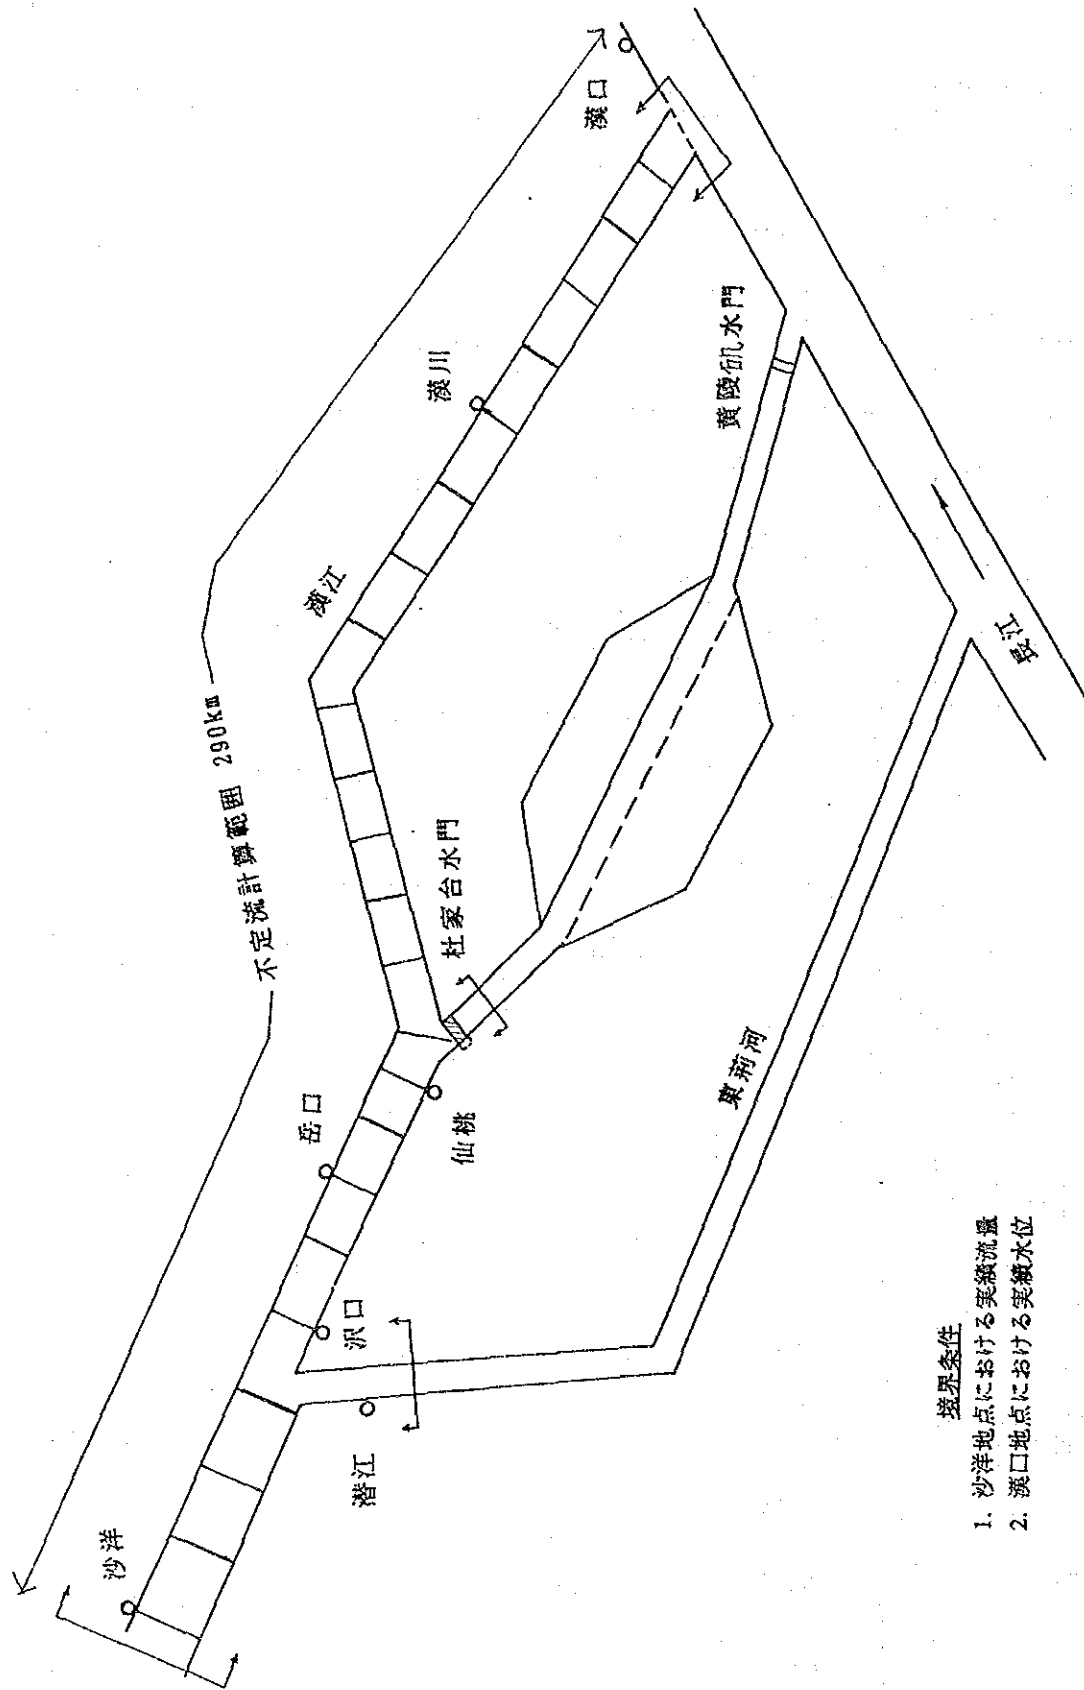 不定流計算範囲 290km
沙洋
潜江
沢口
岳口
仙桃
杜家台水門
漢江
漢川
漢口
黄陵磯水門
東荊河
長江
境界条件
1. 沙洋地点における実績流量
2. 漢口地点における実績水位